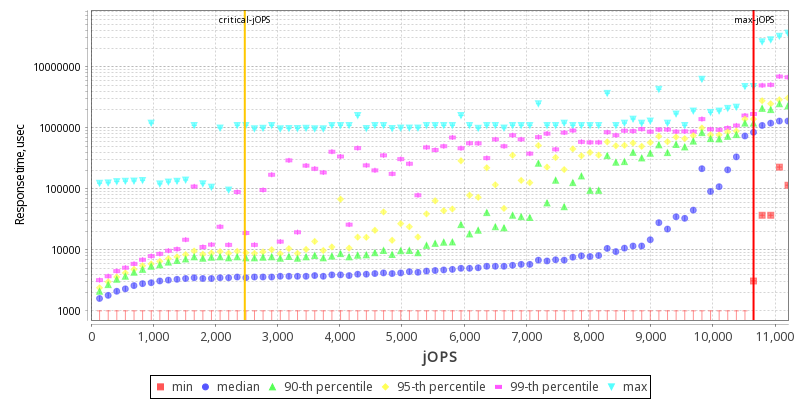 critical-jOPS max-jOPS
10000000
1000000
100000
10000
1000
Response time, usec
0 1,000 2,000 3,000 4,000 5,000 6,000 7,000 8,000 9,000 10,000 11,000
jOPS
min median 90-th percentile 95-th percentile 99-th percentile max